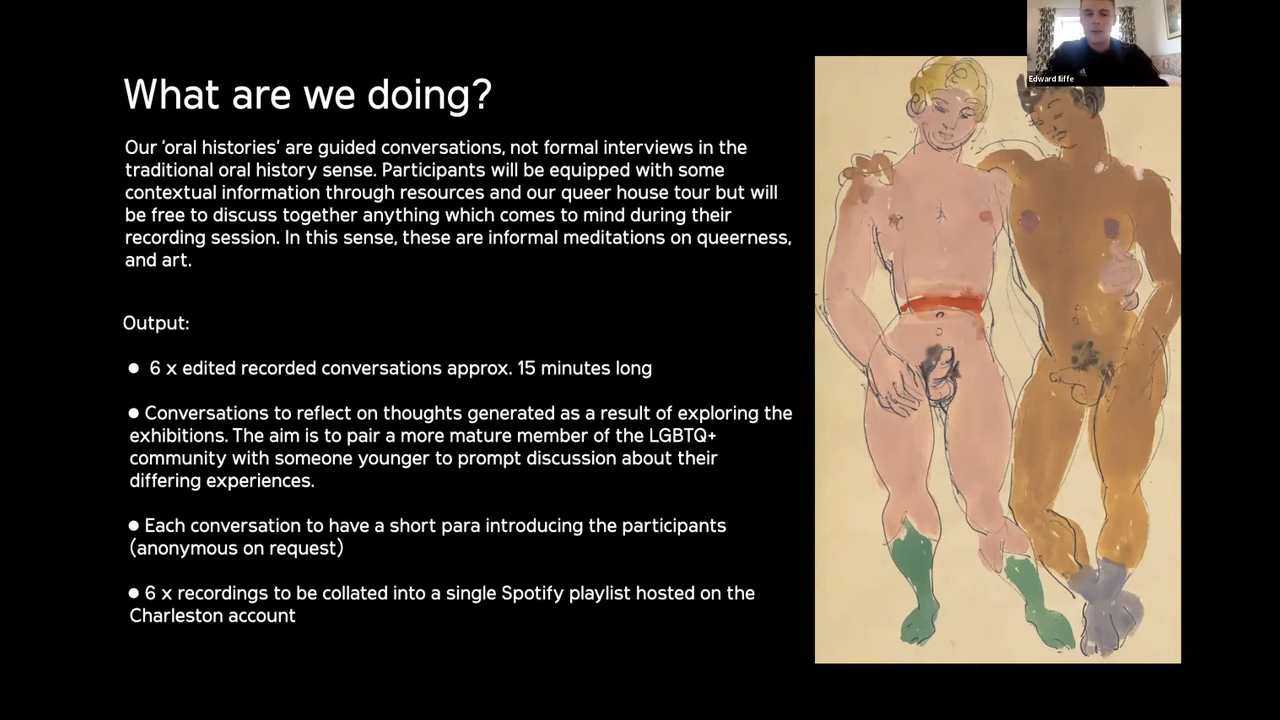 Edward Iliffe
What are we doing?
Our 'oral histories' are guided conversations, not formal interviews in the
traditional oral history sense. Participants will be equipped with some
contextual information through resources and our queer house tour but will
be free to discuss together anything which comes to mind during their
recording session. In this sense, these are informal meditations on queerness,
and art.
Output:
● 6 x edited recorded conversations approx. 15 minutes long
● Conversations to reflect on thoughts generated as a result of exploring the
exhibitions. The aim is to pair a more mature member of the LGBTQ+
community with someone younger to prompt discussion about their
differing experiences.
● Each conversation to have a short para introducing the participants
(anonymous on request)
● 6 x recordings to be collated into a single Spotify playlist hosted on the
Charleston account